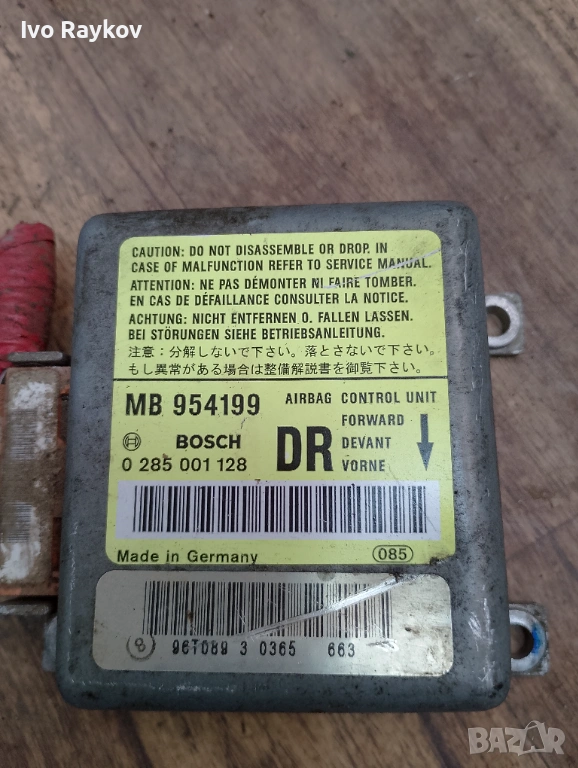 Ivo Raykov
CAUTION: DO NOT DISASSEMBLE OR DROP. IN
CASE OF MALFUNCTION REFER TO SERVICE MANUAL.
ATTENTION: NE PAS DÉMONTER NI FAIRE TOMBER.
EN CAS DE DÉFAILLANCE CONSULTER LA NOTICE.
ACHTUNG: NICHT ENTFERNEN O. FALLEN LASSEN.
BEI STÖRUNGEN SIEHE BETRIEBSANLEITUNG.
注意：分解しないで下さい。落とさないで下さい。
もし異常がある場合は整備解説書を御覧下さい。
MB 954199 AIRBAG CONTROL UNIT
BOSCH
0 285 001 128
DR
FORWARD
DEVANT
VORNE
Made in Germany 085
8 96T089 3 0365 663
BAZAR